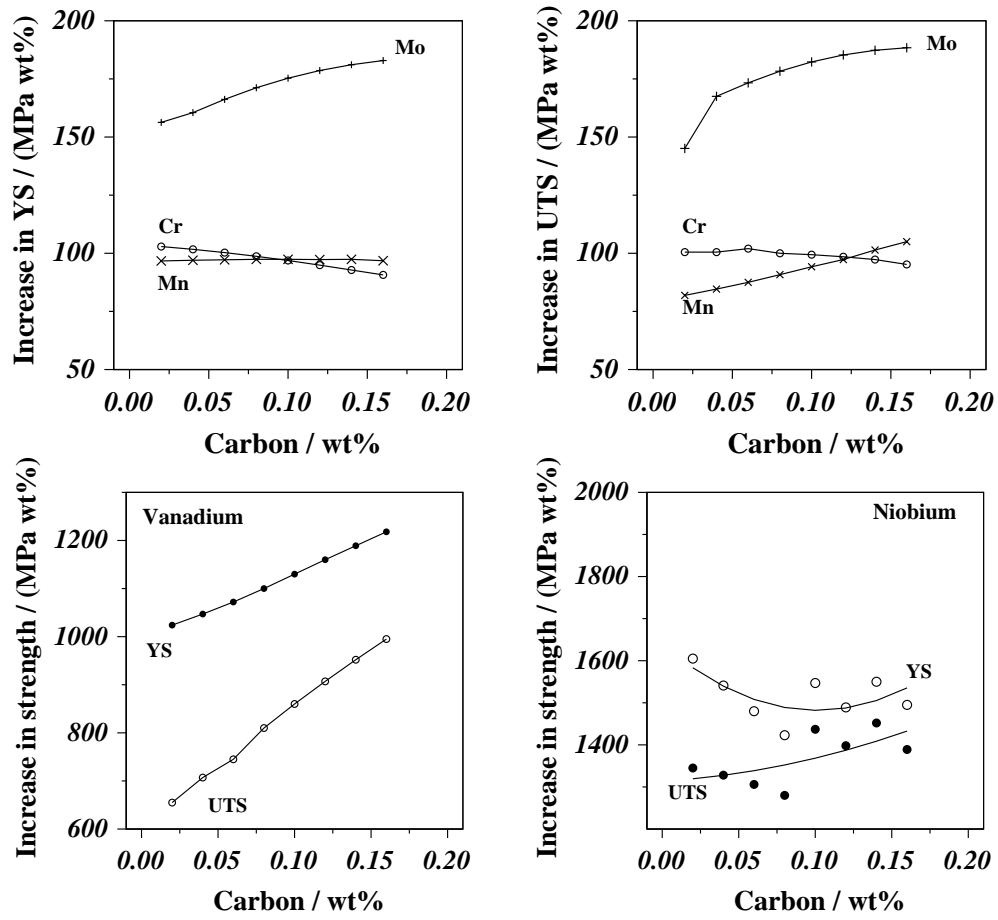 Increase in YS / (MPa wt%)
200
150
100
50
Mo
Cr
Mn
0.00 0.05 0.10 0.15 0.20
Carbon / wt%
Increase in UTS / (MPa wt%)
200
150
100
50
Mo
Cr
Mn
0.00 0.05 0.10 0.15 0.20
Carbon / wt%
Increase in strength / (MPa wt%)
1200
1000
800
600
Vanadium
YS
UTS
0.00 0.05 0.10 0.15 0.20
Carbon / wt%
Increase in strength / (MPa wt%)
2000
1800
1600
1400
Niobium
YS
UTS
0.00 0.05 0.10 0.15 0.20
Carbon / wt%